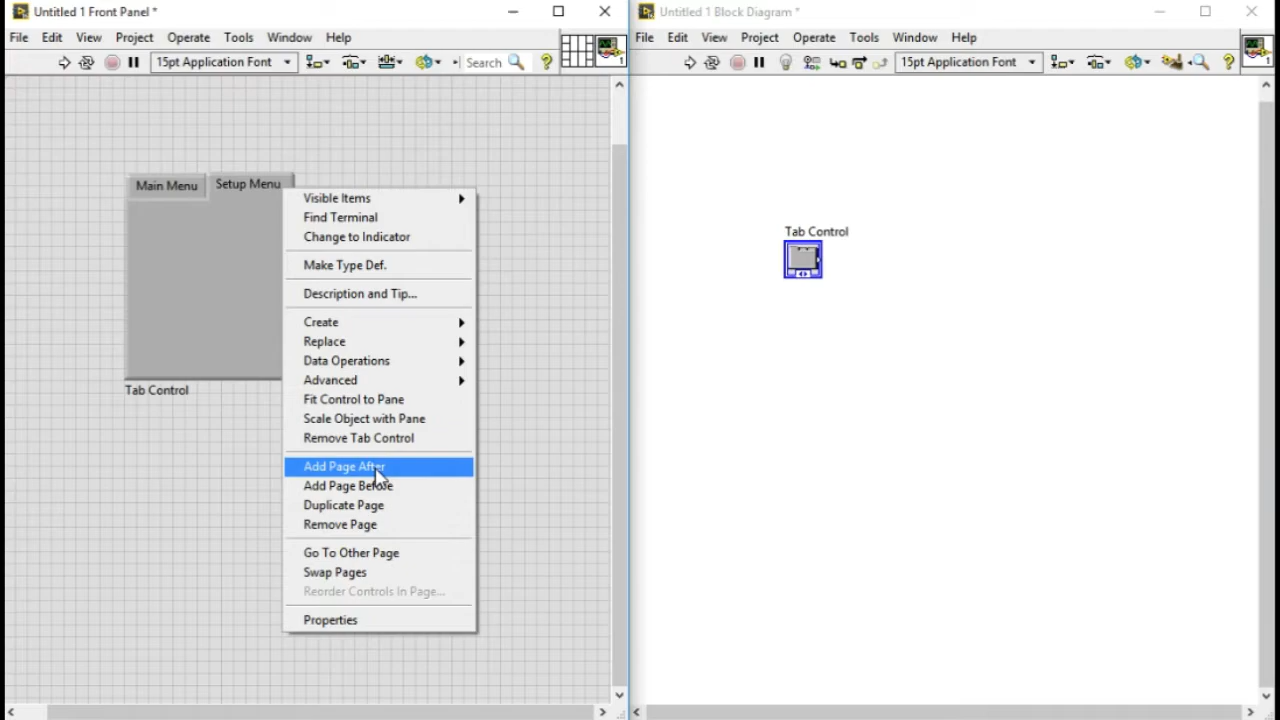 Untitled 1 Front Panel *
File Edit View Project Operate Tools Window Help
15pt Application Font
Search
?
1
Main Menu
Setup Menu
Tab Control
Visible Items
Find Terminal
Change to Indicator
Make Type Def.
Description and Tip...
Create
Replace
Data Operations
Advanced
Fit Control to Pane
Scale Object with Pane
Remove Tab Control
Add Page After
Add Page Before
Duplicate Page
Remove Page
Go To Other Page
Swap Pages
Reorder Controls In Page...
Properties
Untitled 1 Block Diagram *
File Edit View Project Operate Tools Window Help
15pt Application Font
?
1
Tab Control